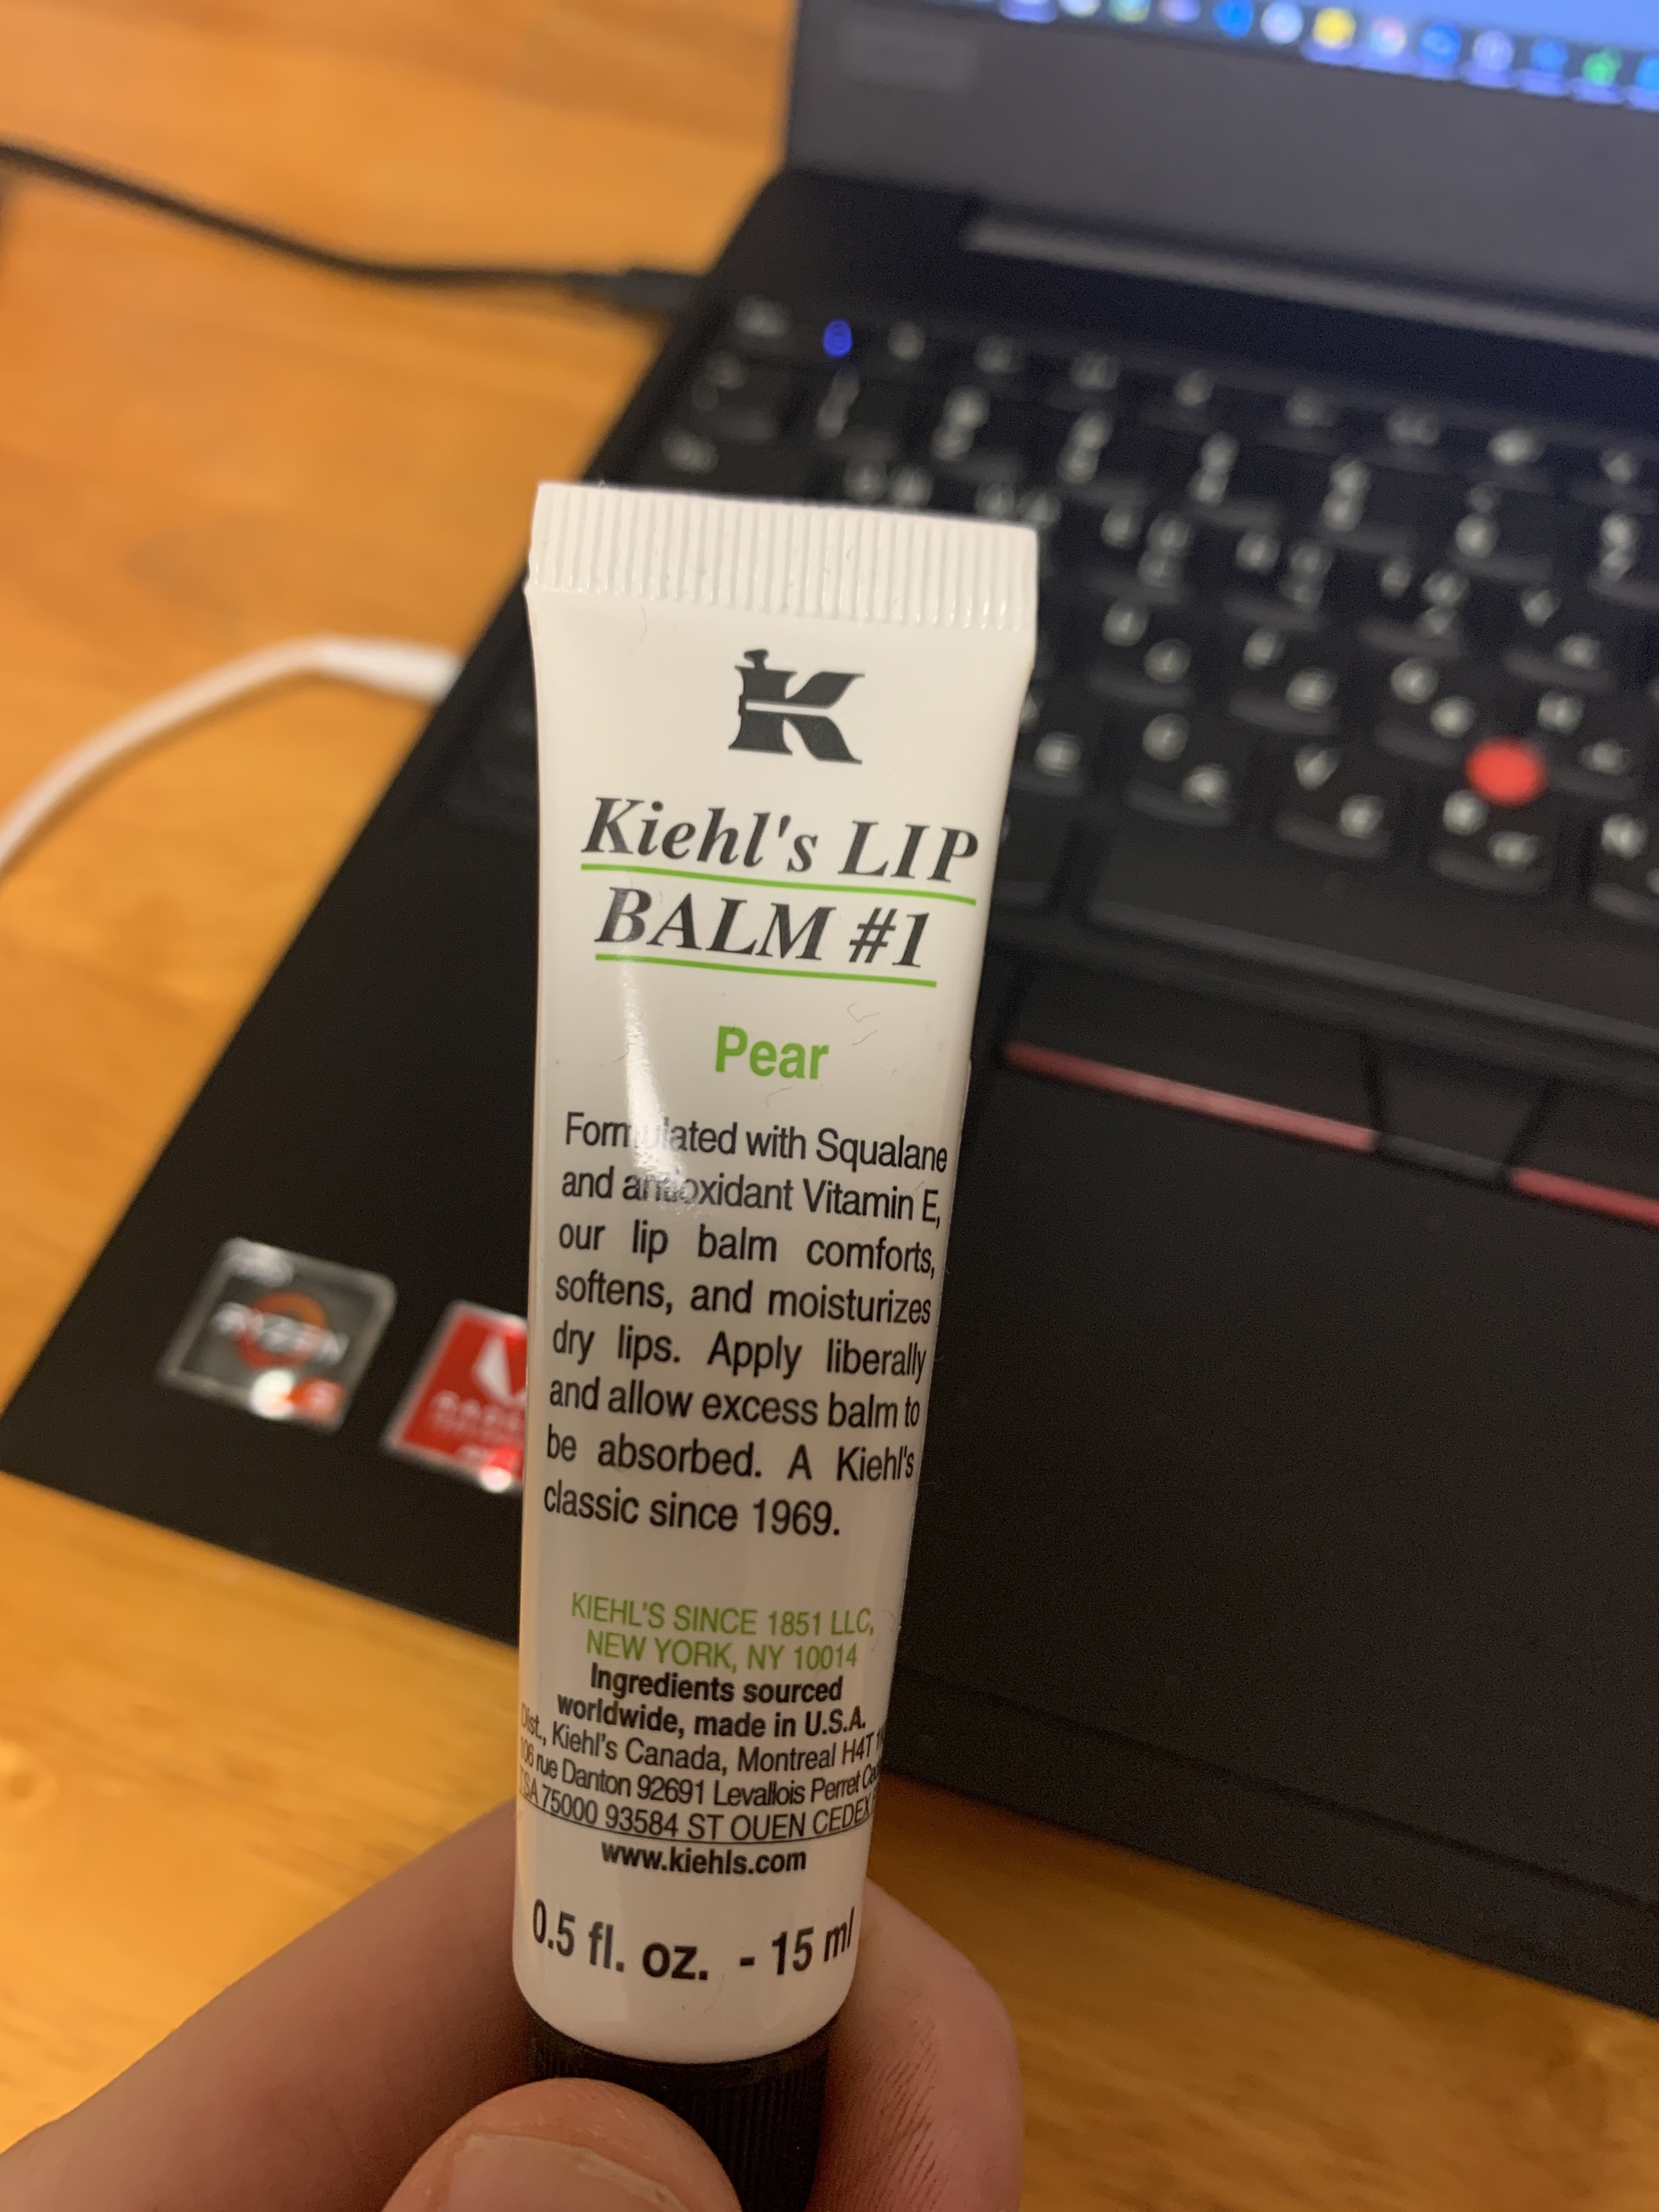 K
Kiehl's LIP
BALM #1
Pear
Formulated with Squalane
and antioxidant Vitamin E,
our lip balm comforts,
softens, and moisturizes
dry lips. Apply liberally
and allow excess balm to
be absorbed. A Kiehl's
classic since 1969.
KIEHL'S SINCE 1851 LLC,
NEW YORK, NY 10014
Ingredients sourced
worldwide, made in U.S.A.
Dist., Kiehl's Canada, Montreal H4T
rue Danton 92691 Levallois Perret
TSA 75000 93584 ST OUEN CEDEX
www.kiehls.com
0.5 fl. oz. - 15 ml
RYZEN